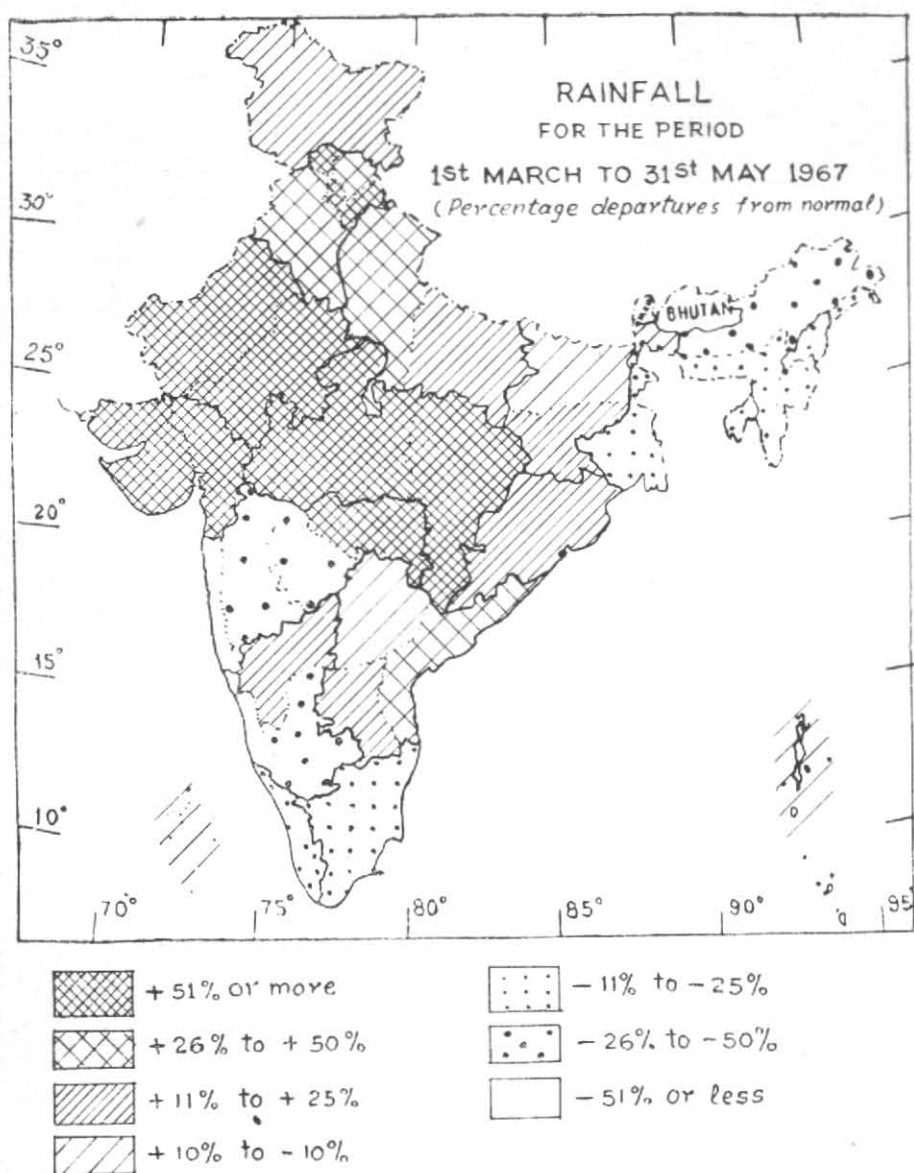 RAINFALL
FOR THE PERIOD
1st MARCH TO 31st MAY 1967
(Percentage departures from normal)
35°
30°
25°
20°
15°
10°
BHUTAN
70° 75° 80° 85° 90° 95
+ 51% or more
+ 26% to + 50%
+ 11% to + 25%
+ 10% to - 10%
- 11% to - 25%
- 26% to - 50%
- 51% or less